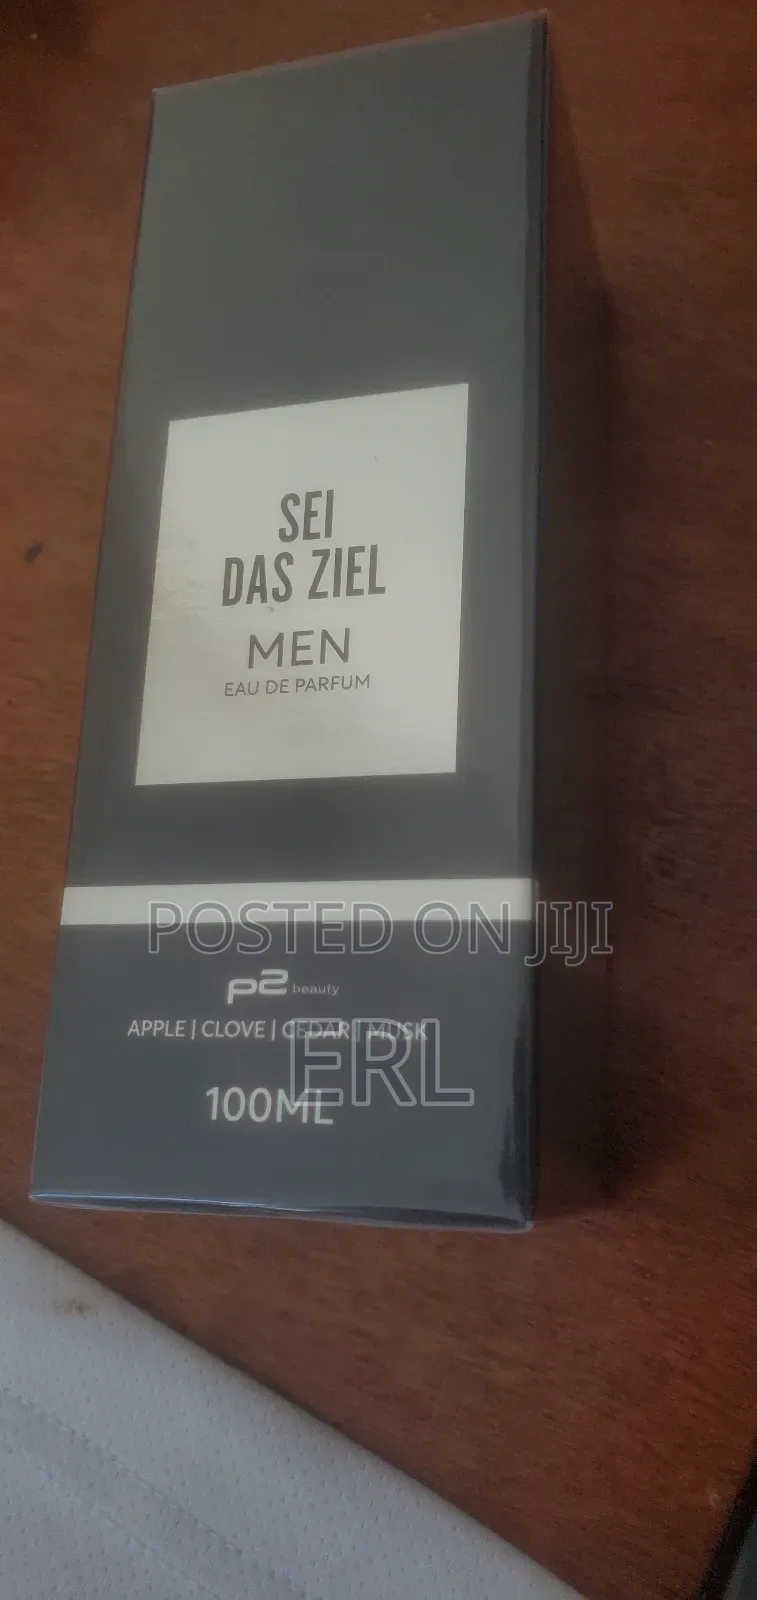 SEI
DAS ZIEL
MEN
EAU DE PARFUM
POSTED ON JIJI
p2 beauty
APPLE | CLOVE | CEDAR | MUSK
ERL
100ML